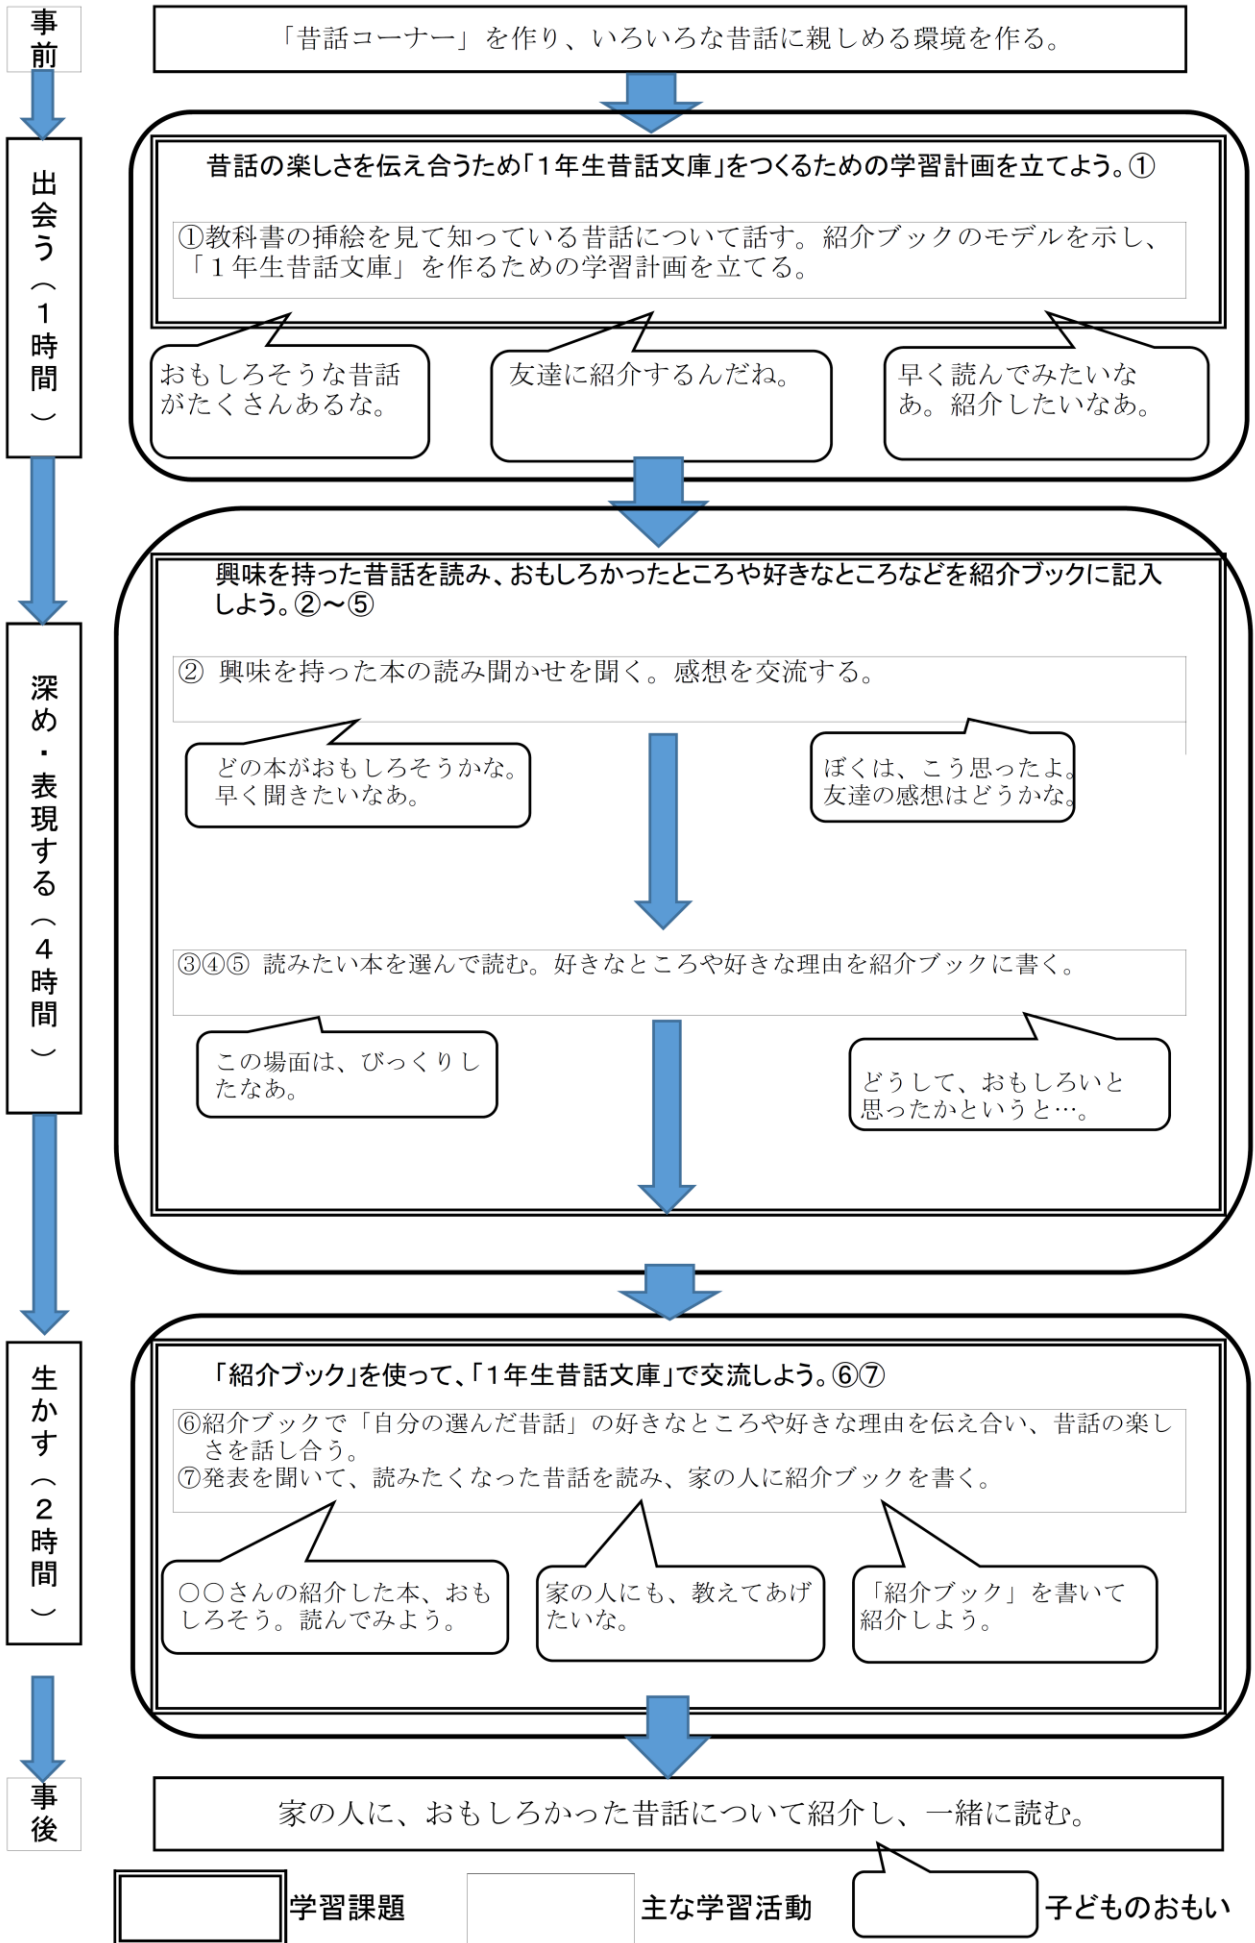 事前
「昔話コーナー」を作り、いろいろな昔話に親しめる環境を作る。
出会う（1時間）
昔話の楽しさを伝え合うため「１年生昔話文庫」をつくるための学習計画を立てよう。①
①教科書の挿絵を見て知っている昔話について話す。紹介ブックのモデルを示し、
「１年生昔話文庫」を作るための学習計画を立てる。
おもしろそうな昔話
がたくさんあるな。
友達に紹介するんだね。
早く読んでみたいな
あ。紹介したいなあ。
深め・表現する（4時間）
興味を持った昔話を読み、おもしろかったところや好きなところなどを紹介ブックに記入
しよう。②～⑤
② 興味を持った本の読み聞かせを聞く。感想を交流する。
どの本がおもしろそうかな。
早く聞きたいなあ。
ぼくは、こう思ったよ。
友達の感想はどうかな。
③④⑤ 読みたい本を選んで読む。好きなところや好きな理由を紹介ブックに書く。
この場面は、びっくりし
たなあ。
どうして、おもしろいと
思ったかというと…。
生かす（2時間）
「紹介ブック」を使って、「１年生昔話文庫」で交流しよう。⑥⑦
⑥紹介ブックで「自分の選んだ昔話」の好きなところや好きな理由を伝え合い、昔話の楽し
さを話し合う。
⑦発表を聞いて、読みたくなった昔話を読み、家の人に紹介ブックを書く。
〇〇さんの紹介した本、おも
しろそう。読んでみよう。
家の人にも、教えてあげ
たいな。
「紹介ブック」を書いて
紹介しよう。
事後
家の人に、おもしろかった昔話について紹介し、一緒に読む。
学習課題
主な学習活動
子どものおもい